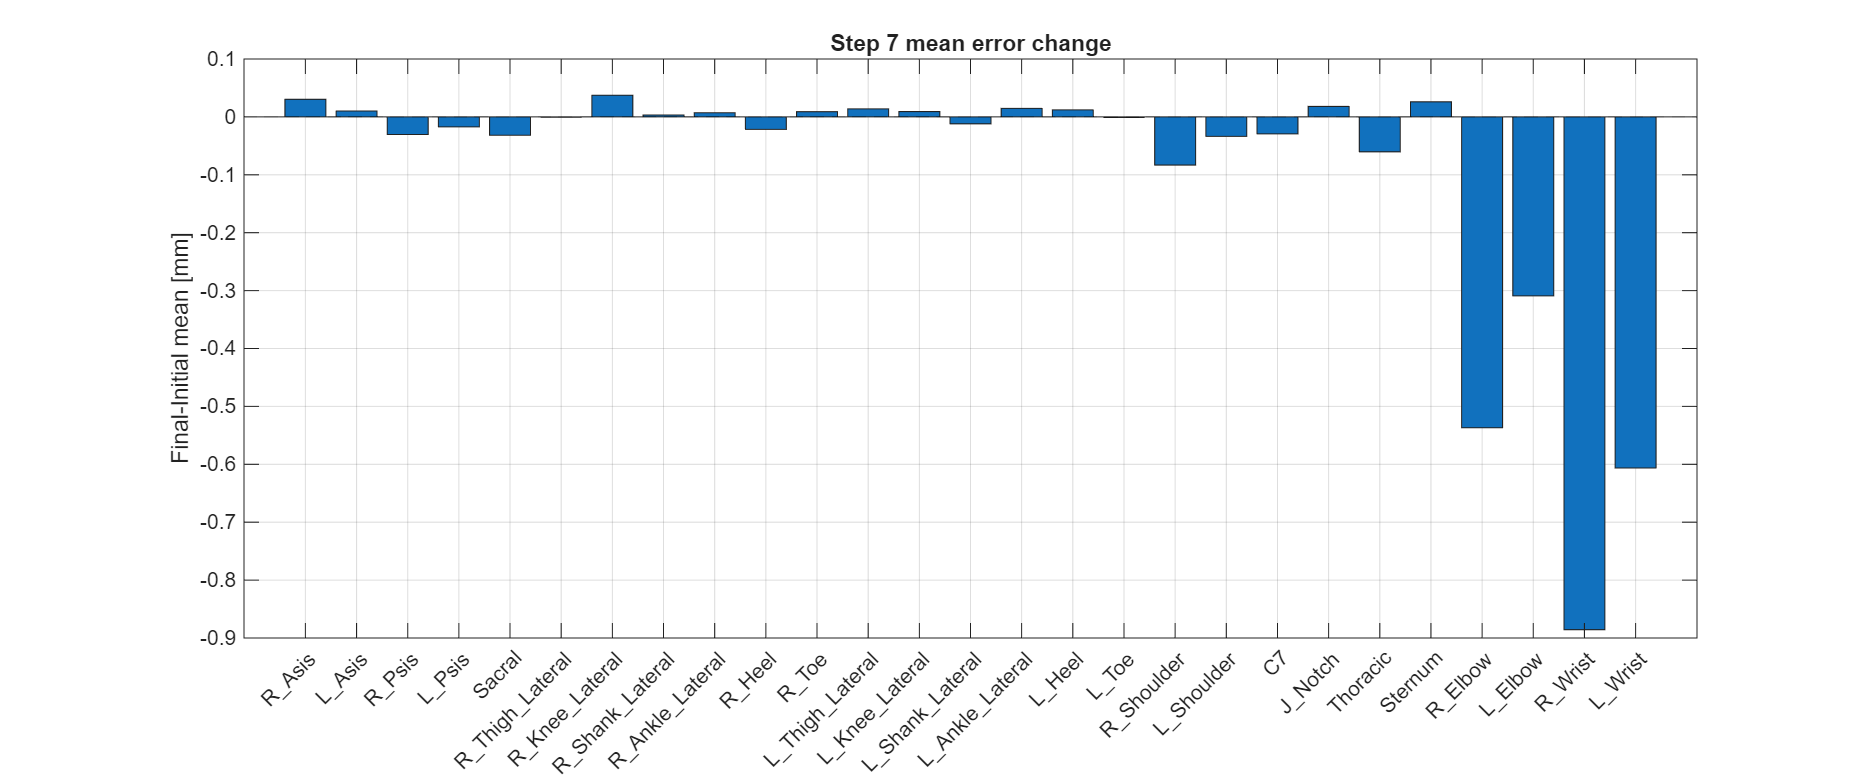 Step 7 mean error change
Final-Initial mean [mm]
0.1
0
-0.1
-0.2
-0.3
-0.4
-0.5
-0.6
-0.7
-0.8
-0.9
R_Asis
L_Asis
R_Psis
L_Psis
Sacral
R_Thigh_Lateral
R_Knee_Lateral
R_Shank_Lateral
R_Ankle_Lateral
R_Heel
R_Toe
L_Thigh_Lateral
L_Knee_Lateral
L_Shank_Lateral
L_Ankle_Lateral
L_Heel
L_Toe
R_Shoulder
L_Shoulder
C7
J_Notch
Thoracic
Sternum
R_Elbow
L_Elbow
R_Wrist
L_Wrist